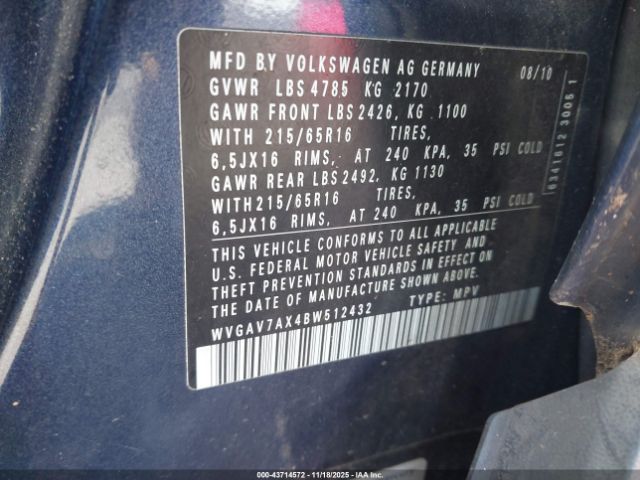 MFD BY VOLKSWAGEN AG GERMANY 08/10
GVWR LBS 4785 KG 2170
GAWR FRONT LBS 2426, KG 1100
WITH 215/65R16 TIRES,
6,5JX16 RIMS, AT 240 KPA, 35 PSI COLD
GAWR REAR LBS 2492, KG 1130
WITH 215/65R16 TIRES,
6,5JX16 RIMS, AT 240 KPA, 35 PSI COLD
THIS VEHICLE CONFORMS TO ALL APPLICABLE
U.S. FEDERAL MOTOR VEHICLE SAFETY AND
THEFT PREVENTION STANDARDS IN EFFECT ON
THE DATE OF MANUFACTURE SHOWN ABOVE.
WVGAV7AX4BW512432 TYPE: MPV
000-43714572 11/18/2025 IAA Inc.